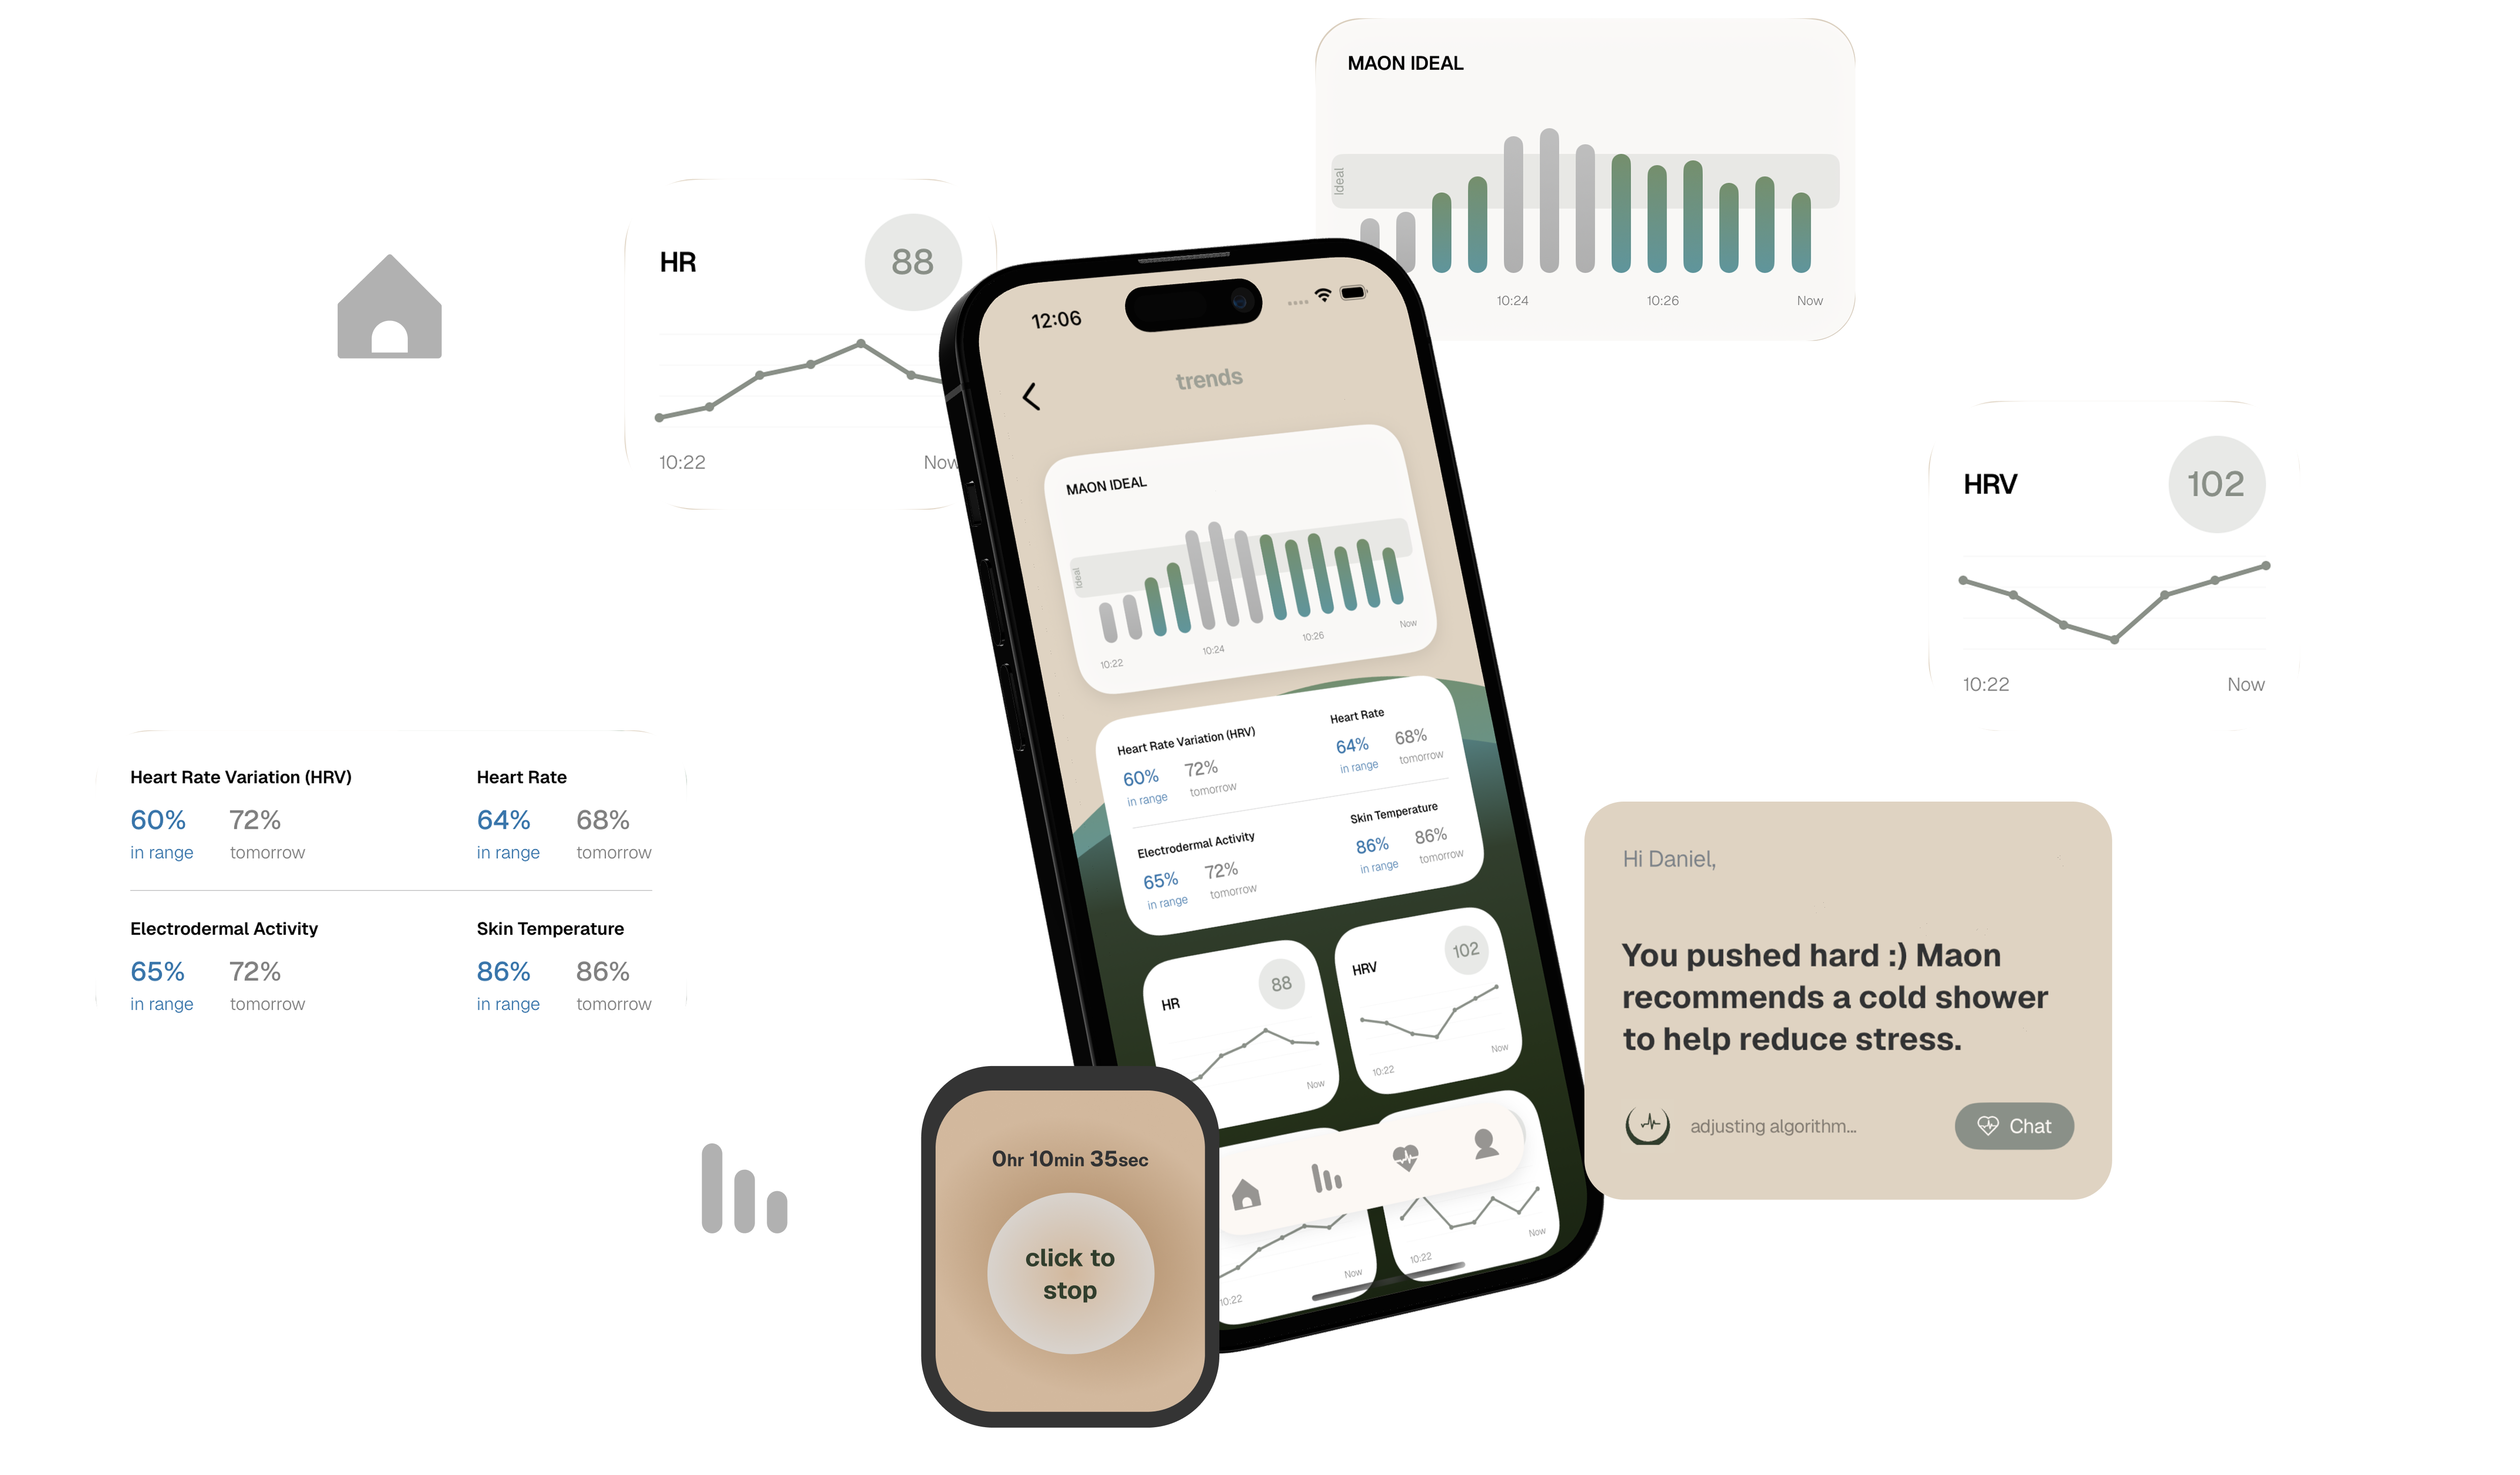 MAON IDEAL
Ideal
10:24
10:26
Now
HR
88
10:22
Now
12:06
trends
MAON IDEAL
Ideal
10:22
10:24
10:26
Now
HRV
102
10:22
Now
Heart Rate Variation (HRV)
60%
72%
in range
tomorrow
Heart Rate
64%
68%
in range
tomorrow
Electrodermal Activity
65%
72%
in range
tomorrow
Skin Temperature
86%
86%
in range
tomorrow
Heart Rate Variation (HRV)
60%
72%
in range
tomorrow
Heart Rate
64%
68%
in range
tomorrow
Electrodermal Activity
65%
72%
in range
tomorrow
Skin Temperature
86%
86%
in range
tomorrow
HR
88
Now
HRV
102
10:22
Now
10:22
Now
10:22
Now
Hi Daniel,
You pushed hard :) Maon
recommends a cold shower
to help reduce stress.
adjusting algorithm...
Chat
0hr 10min 35sec
click to
stop